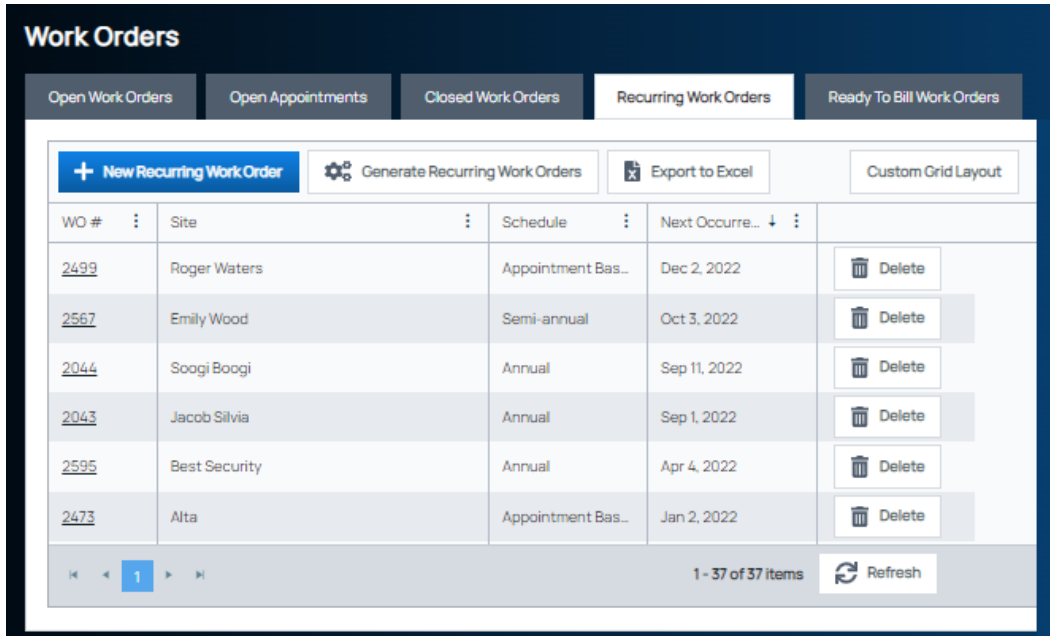 Work Orders
Open Work Orders Open Appointments Closed Work Orders Recurring Work Orders Ready To Bill Work Orders
+ New Recurring Work Order Generate Recurring Work Orders Export to Excel Custom Grid Layout
WO # Site Schedule Next Occurre... ↓
2499 Roger Waters Appointment Bas... Dec 2, 2022 Delete
2567 Emily Wood Semi-annual Oct 3, 2022 Delete
2044 Soogi Boogi Annual Sep 11, 2022 Delete
2043 Jacob Silvia Annual Sep 1, 2022 Delete
2595 Best Security Annual Apr 4, 2022 Delete
2473 Alta Appointment Bas... Jan 2, 2022 Delete
1 1 - 37 of 37 items Refresh